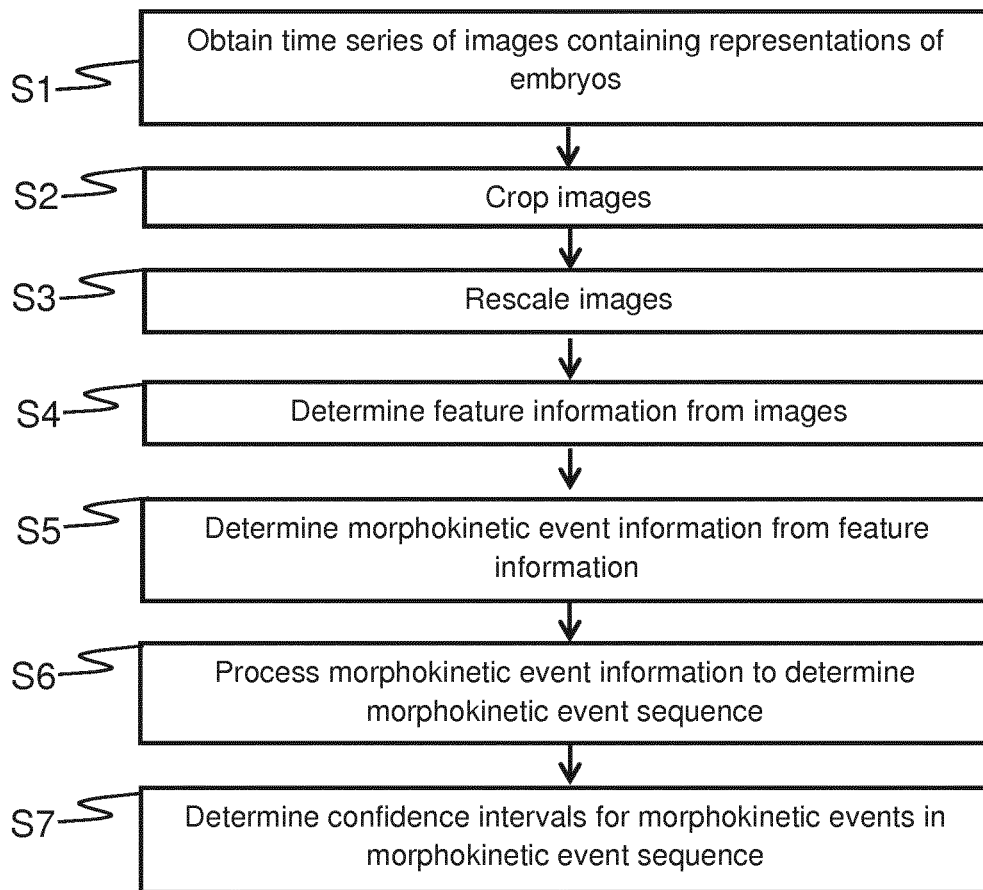 S1
Obtain time series of images containing representations of
embryos
S2
Crop images
S3
Rescale images
S4
Determine feature information from images
S5
Determine morphokinetic event information from feature
information
S6
Process morphokinetic event information to determine
morphokinetic event sequence
S7
Determine confidence intervals for morphokinetic events in
morphokinetic event sequence